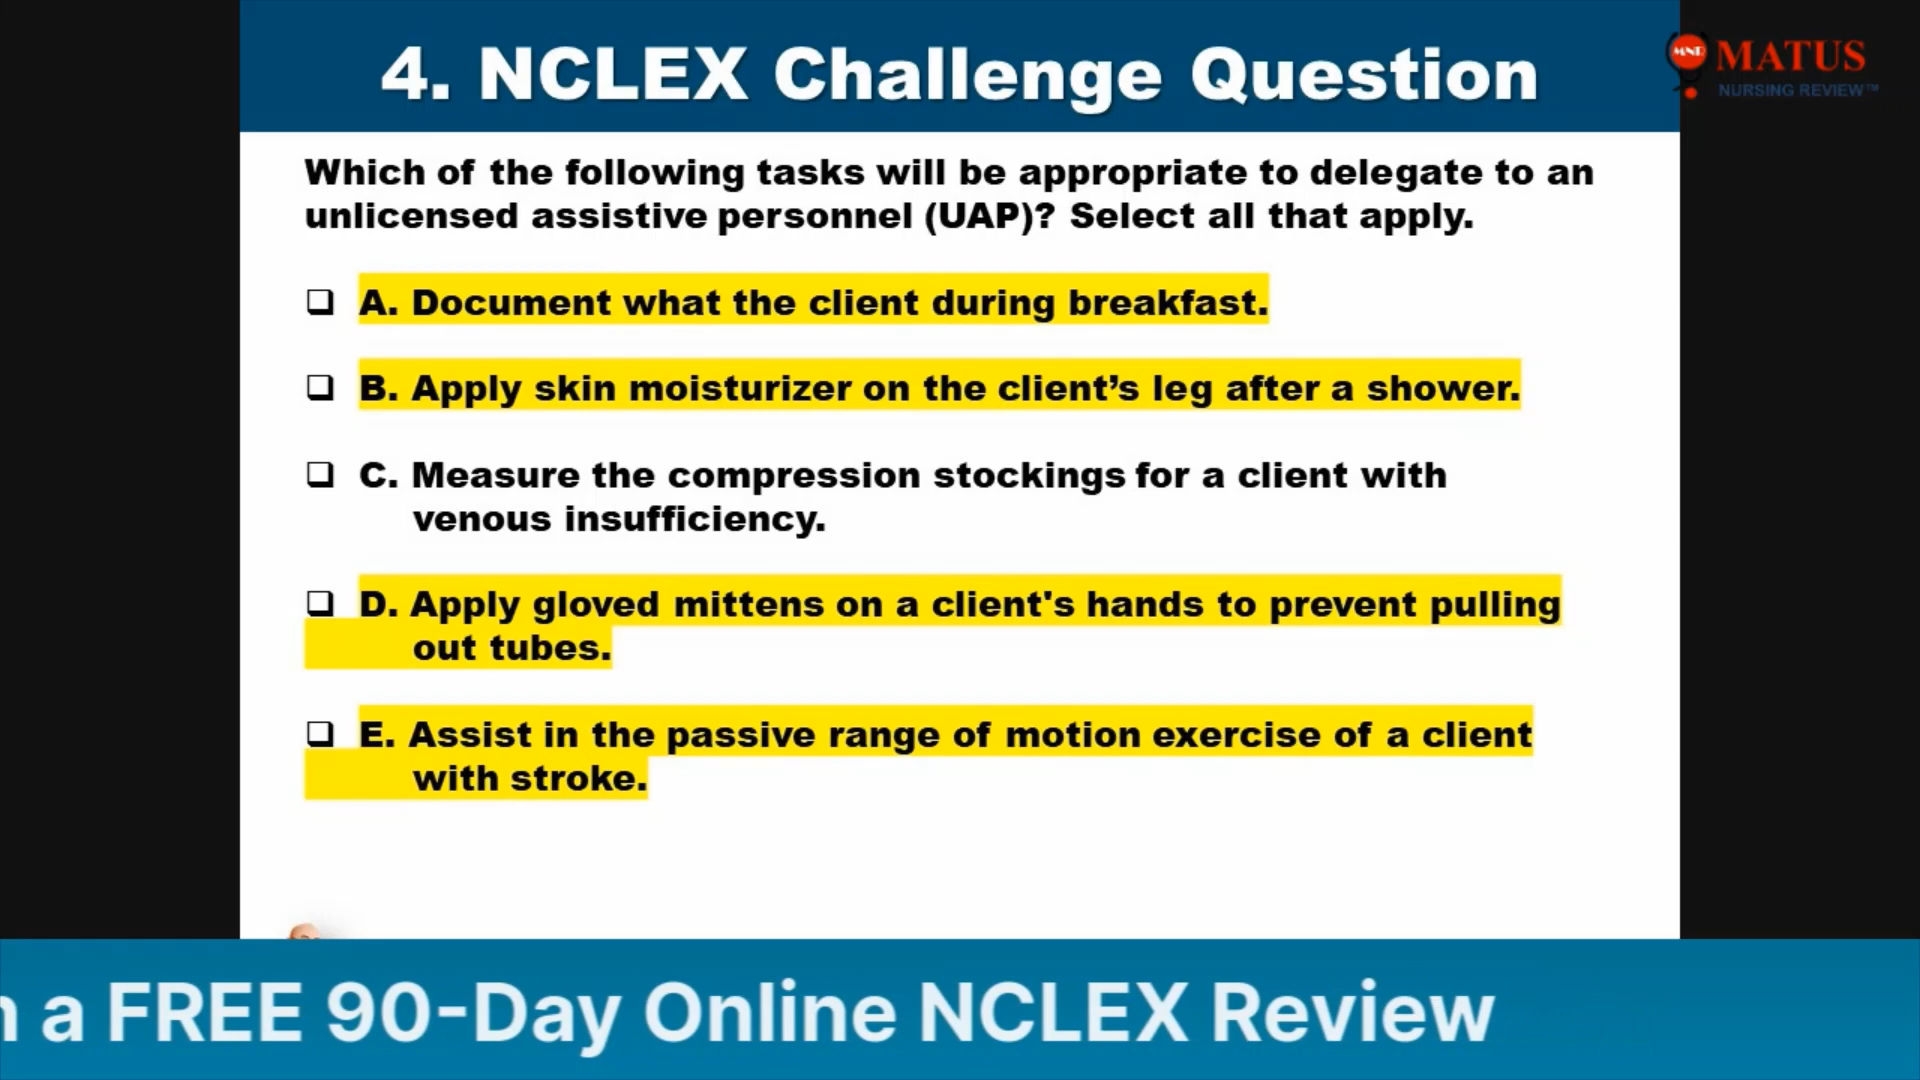 4. NCLEX Challenge Question
MNR MATUS
NURSING REVIEW™
Which of the following tasks will be appropriate to delegate to an
unlicensed assistive personnel (UAP)? Select all that apply.
❑ A. Document what the client during breakfast.
❑ B. Apply skin moisturizer on the client’s leg after a shower.
❑ C. Measure the compression stockings for a client with
venous insufficiency.
❑ D. Apply gloved mittens on a client's hands to prevent pulling
out tubes.
❑ E. Assist in the passive range of motion exercise of a client
with stroke.
a FREE 90-Day Online NCLEX Review